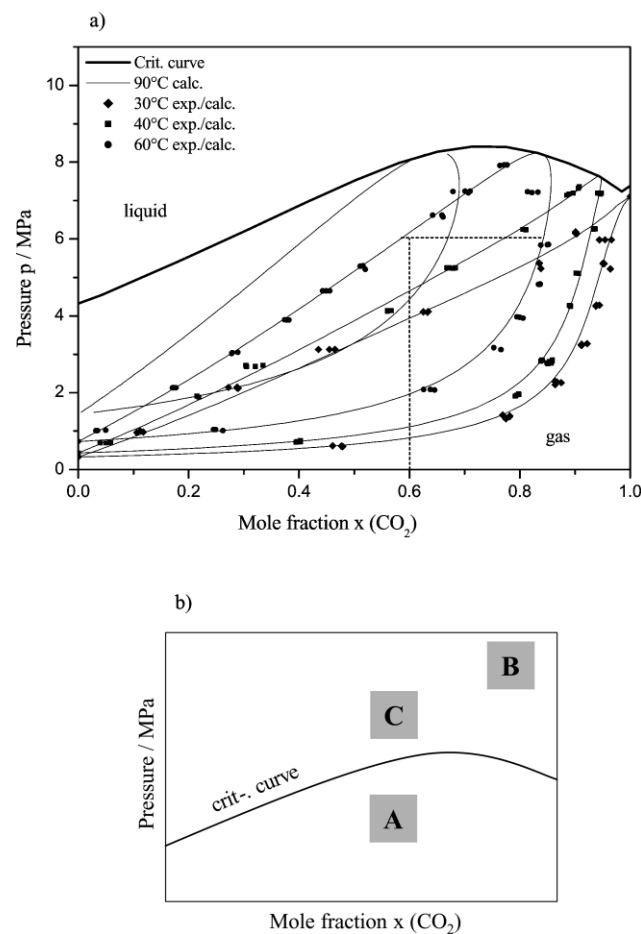 a)
Crit. curve
90°C calc.
30°C exp./calc.
40°C exp./calc.
60°C exp./calc.
liquid
gas
Pressure p / MPa
10
8
6
4
2
0
0.0 0.2 0.4 0.6 0.8 1.0
Mole fraction x (CO₂)
b)
B
C
crit-. curve
A
Pressure / MPa
Mole fraction x (CO₂)